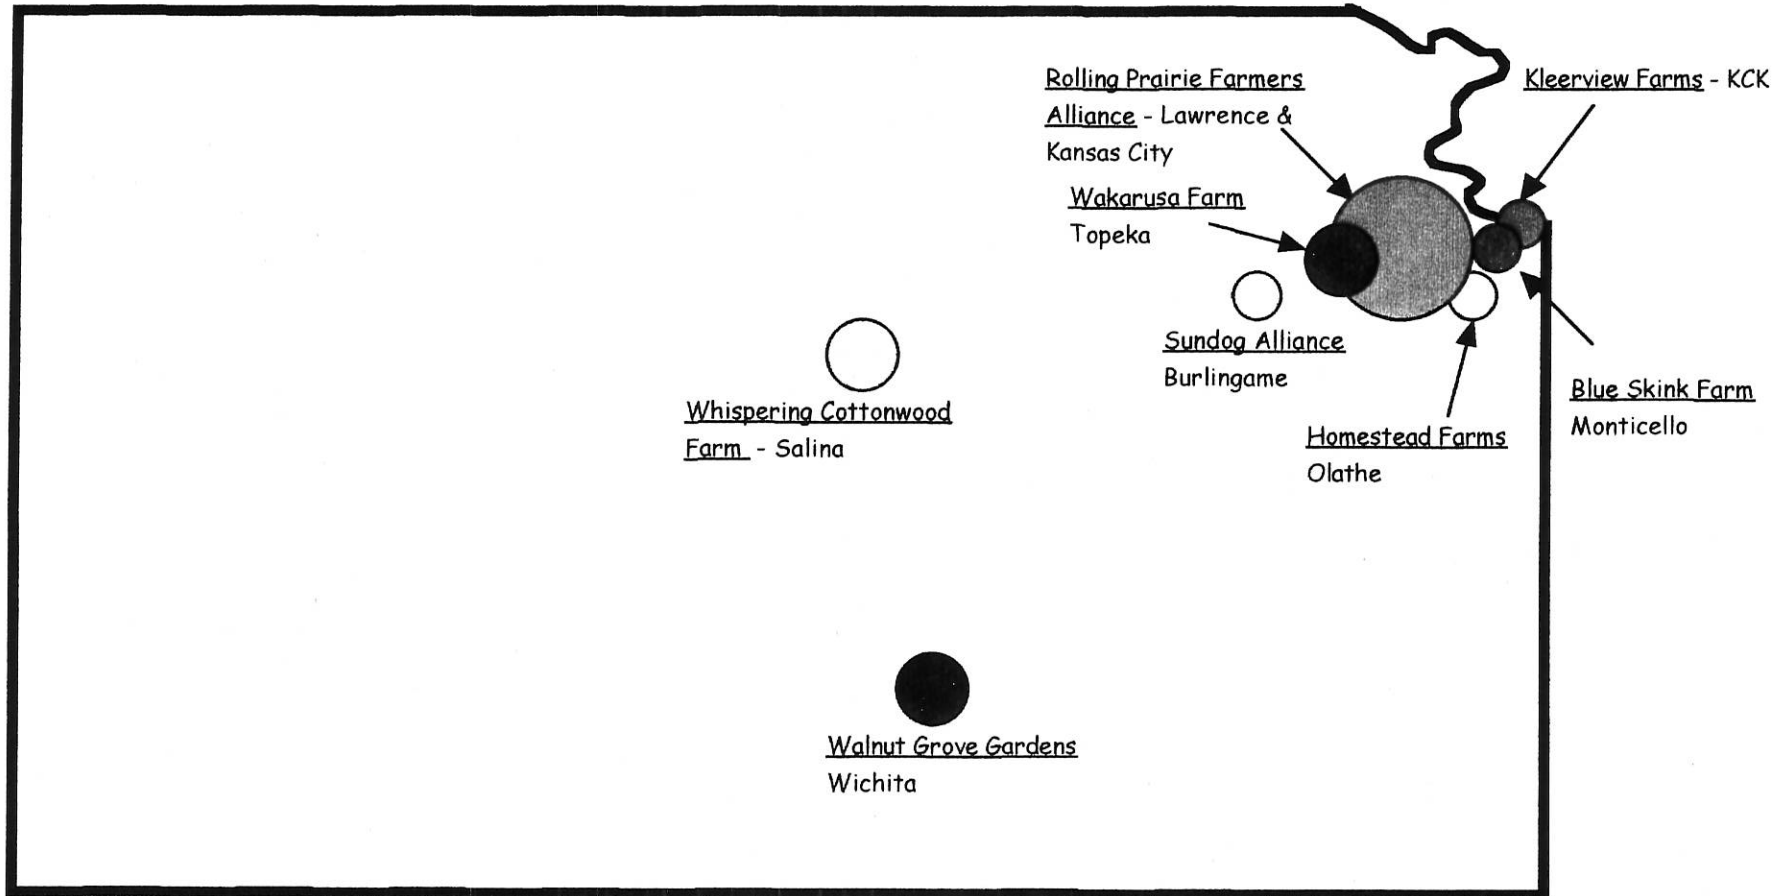 Rolling Prairie Farmers
Alliance - Lawrence &
Kansas City
Kleerview Farms - KCK
Wakarusa Farm
Topeka
Sundog Alliance
Burlingame
Blue Skink Farm
Monticello
Whispering Cottonwood
Farm - Salina
Homestead Farms
Olathe
Walnut Grove Gardens
Wichita